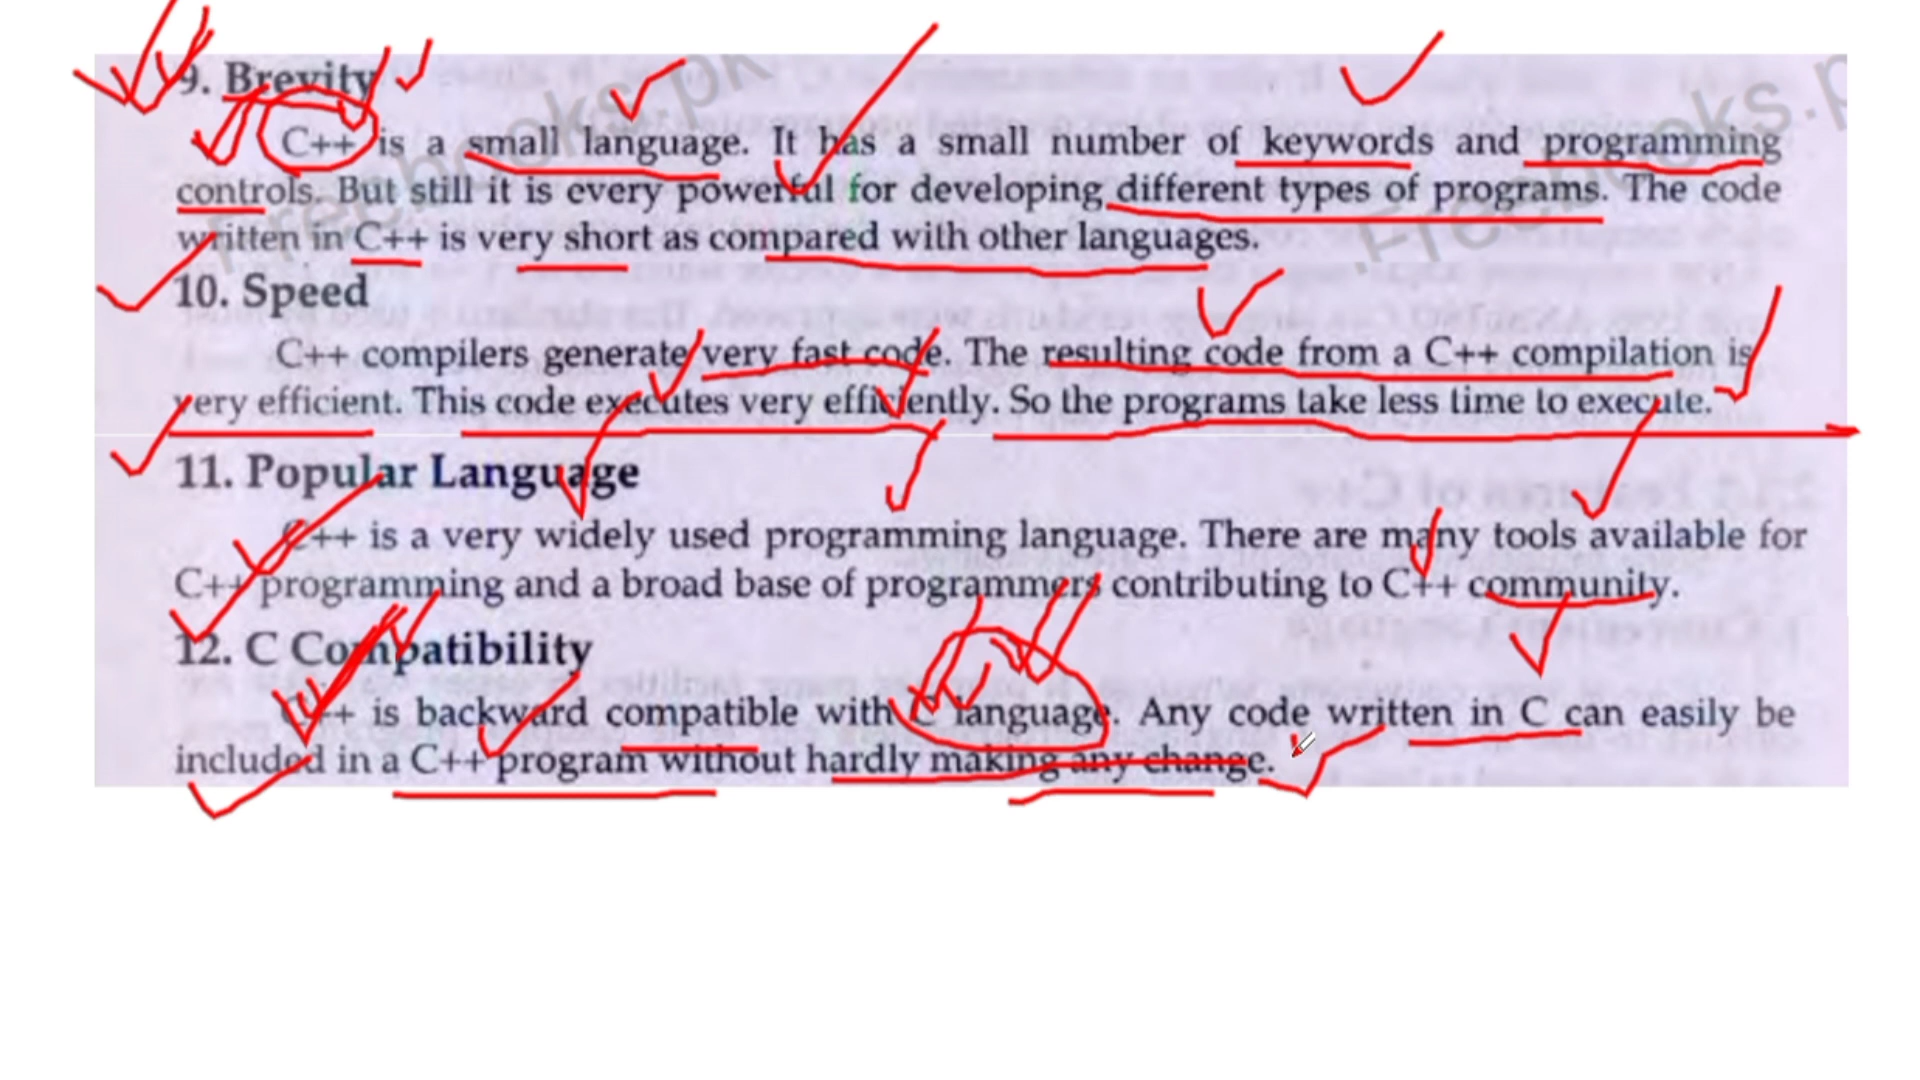 9. Brevity
C++ is a small language. It has a small number of keywords and programming
controls. But still it is every powerful for developing different types of programs. The code
written in C++ is very short as compared with other languages.
10. Speed
C++ compilers generate very fast code. The resulting code from a C++ compilation is
very efficient. This code executes very efficiently. So the programs take less time to execute.
11. Popular Language
C++ is a very widely used programming language. There are many tools available for
C++ programming and a broad base of programmers contributing to C++ community.
12. C Compatibility
C++ is backward compatible with C language. Any code written in C can easily be
included in a C++ program without hardly making any change.
Freebooks.pk
Freebooks.p